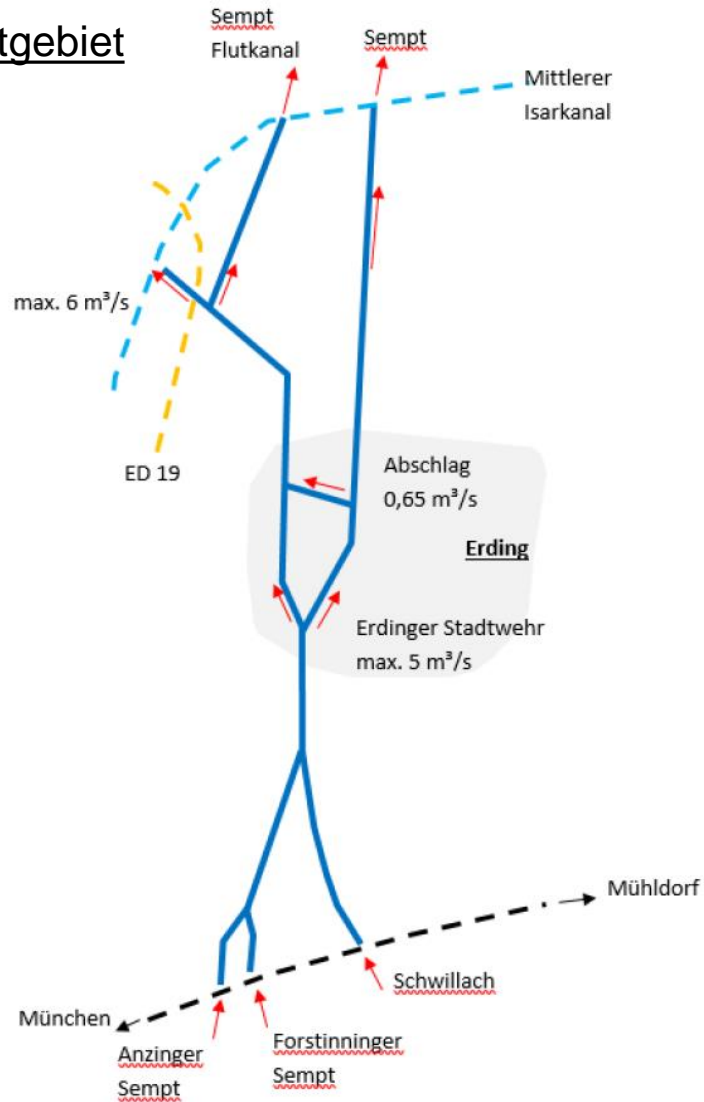 tgebiet
Sempt
Flutkanal
Sempt
Mittlerer
Isarkanal
max. 6 m³/s
ED 19
Abschlag
0,65 m³/s
Erding
Erdinger Stadtwehr
max. 5 m³/s
Mühldorf
Schwillach
München
Anzinger
Sempt
Forstinninger
Sempt